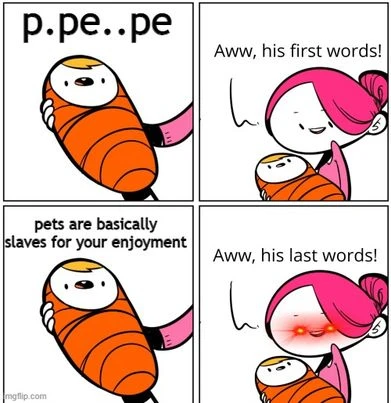 p.pe..pe
Aww, his first words!
pets are basically
slaves for your enjoyment
Aww, his last words!
imgflip.com